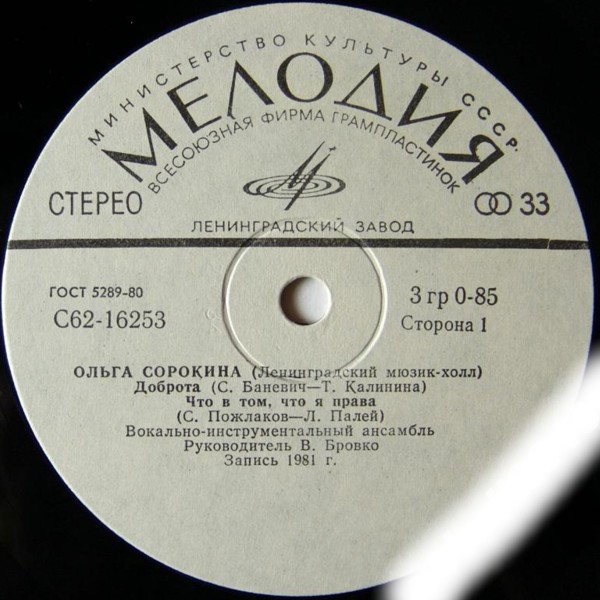 МИНИСТЕРСТВО КУЛЬТУРЫ СССР.
МЕЛОДИЯ
ВСЕСОЮЗНАЯ ФИРМА ГРАМПЛАСТИНОК
СТЕРЕО
33
ЛЕНИНГРАДСКИЙ ЗАВОД
ГОСТ 5289-80
3 гр 0-85
С62-16253
Сторона 1
ОЛЬГА СОРОКИНА (Ленинградский мюзик-холл)
Доброта (С. Баневич—Т. Калинина)
Что в том, что я права
(С. Пожлаков—Л. Палей)
Вокально-инструментальный ансамбль
Руководитель В. Бровко
Запись 1981 г.